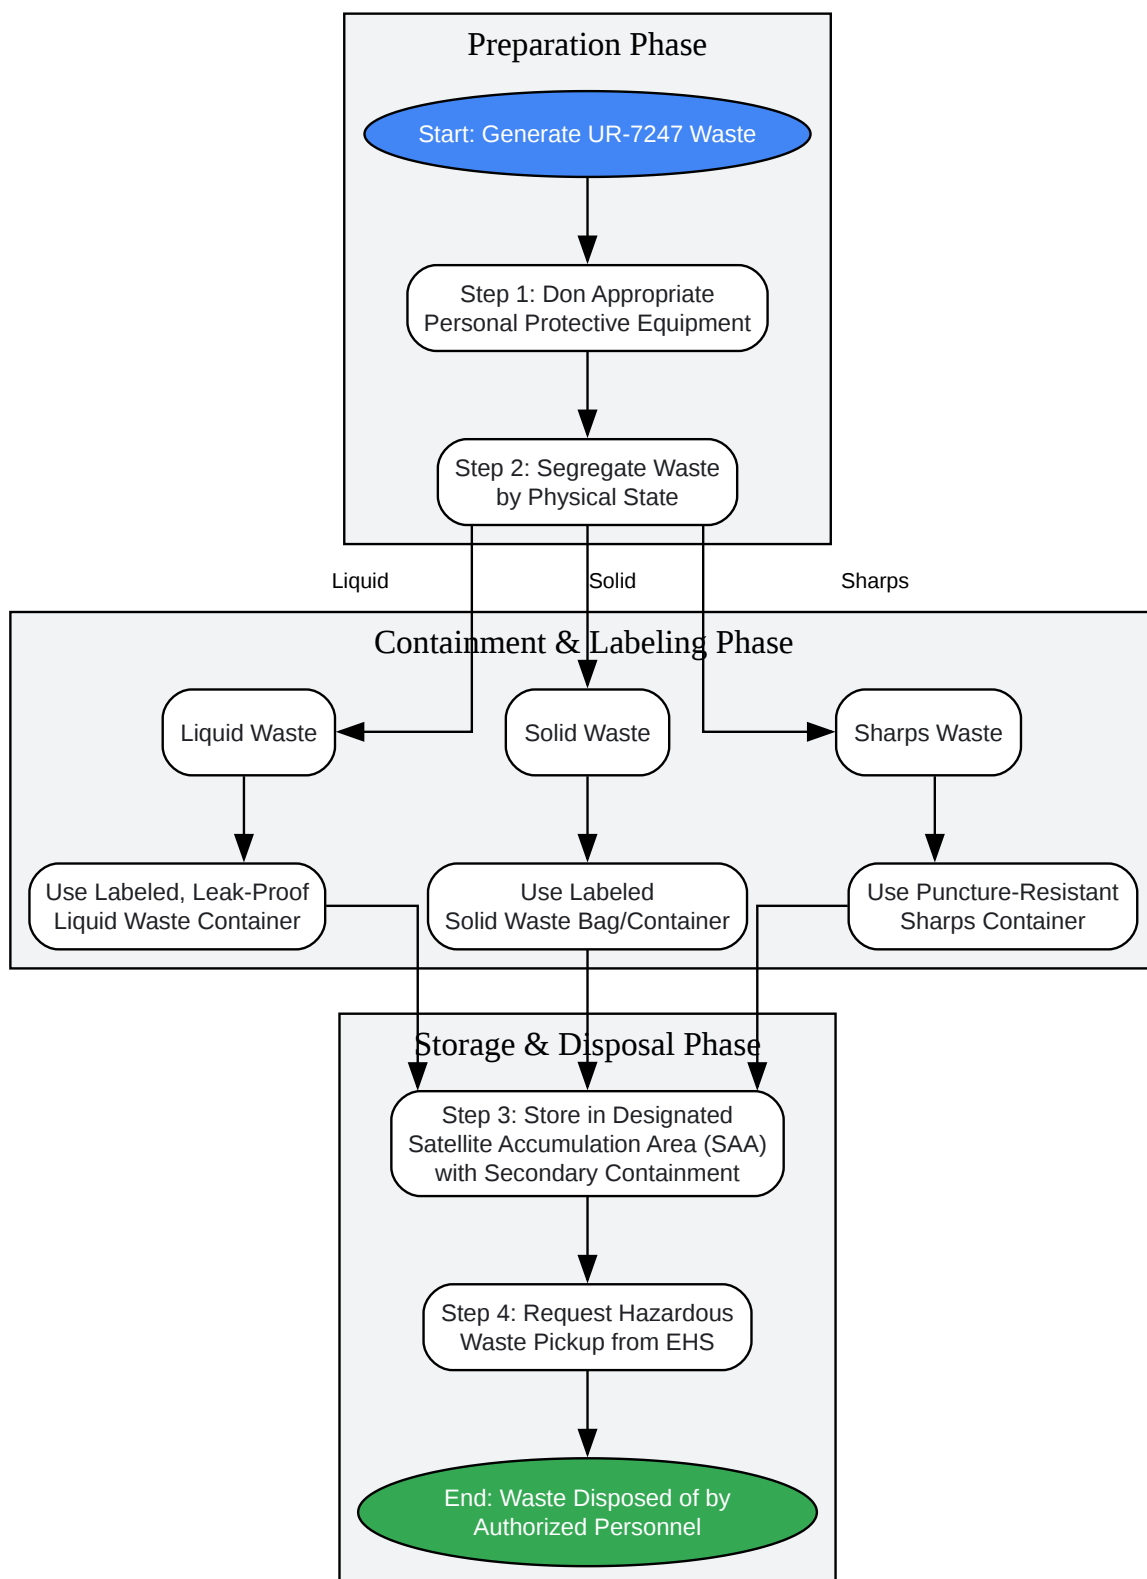 Preparation Phase
Start: Generate UR-7247 Waste
Step 1: Don Appropriate
Personal Protective Equipment
Step 2: Segregate Waste
by Physical State
Liquid
Solid
Sharps
Containment & Labeling Phase
Liquid Waste
Solid Waste
Sharps Waste
Use Labeled, Leak-Proof
Liquid Waste Container
Use Labeled
Solid Waste Bag/Container
Use Puncture-Resistant
Sharps Container
Storage & Disposal Phase
Step 3: Store in Designated
Satellite Accumulation Area (SAA)
with Secondary Containment
Step 4: Request Hazardous
Waste Pickup from EHS
End: Waste Disposed of by
Authorized Personnel